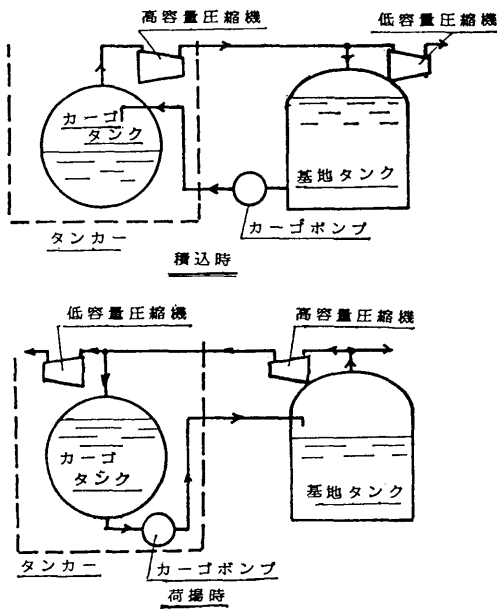 高容量圧縮機
低容量圧縮機
カーゴ
タンク
基地タンク
カーゴポンプ
タンカー
積込時
低容量圧縮機
高容量圧縮機
カーゴ
タンク
基地タンク
タンカー
カーゴポンプ
荷揚時